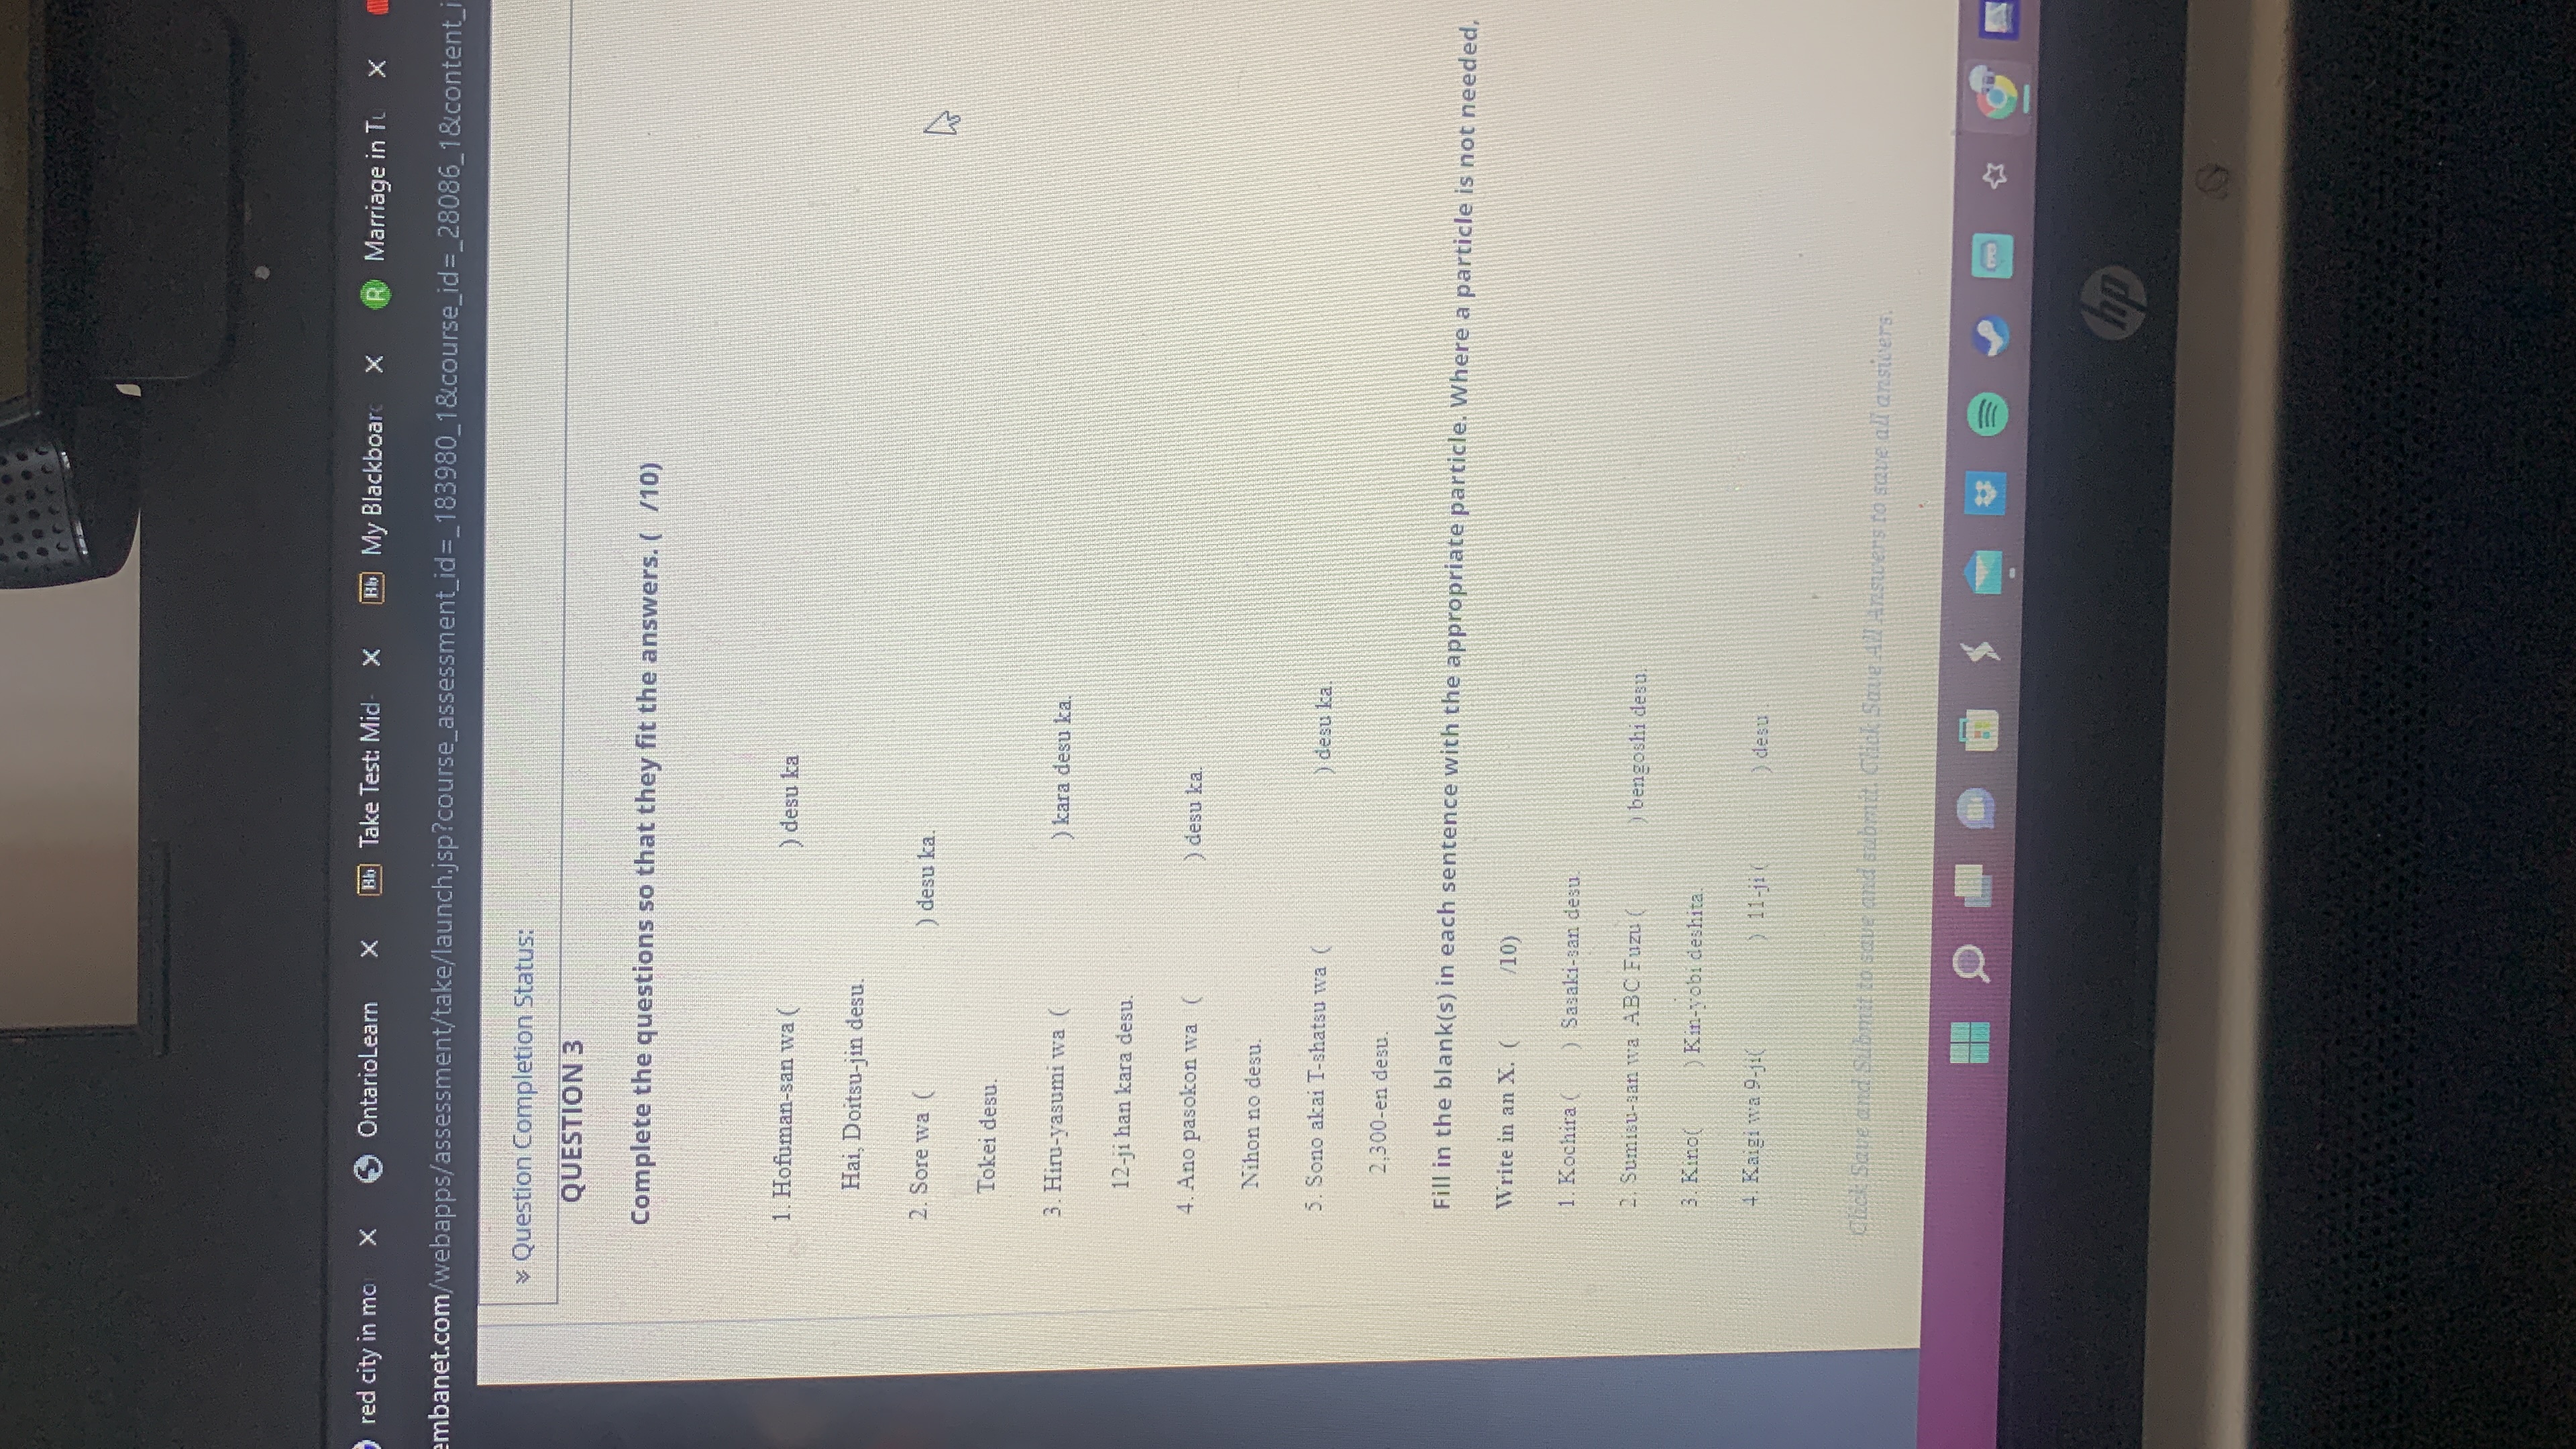 red city in mo
OntarioLearn
Bb Take Test: Mid-
Bb My Blackboar
R Marriage in Tu
embanet.com/webapps/assessment/take/launch.jsp?course_assessment_id=_183980_1&course_id=_28086_1&content_i
Question Completion Status:
QUESTION 3
Complete the questions so that they fit the answers. ( /10)
1. Hofuman-san wa ( ) desu ka
Hai, Doitsu-jin desu.
2. Sore wa ( ) desu ka.
Tokei desu.
3. Hiru-yasumi wa ( ) kara desu ka.
12-ji han kara desu.
4. Ano pasokon wa ( ) desu ka.
Nihon no desu.
5. Sono akai T-shatsu wa ( ) desu ka.
2,300-en desu.
Fill in the blank(s) in each sentence with the appropriate particle. Where a particle is not needed,
Write in an X. ( /10)
1. Kochira ( ) Sasaki-san desu.
2. Sumisu-san wa ABC Fuzu ( ) bengoshi desu.
3. Kino( ) Kin-yobi deshita.
4. Kaigi wa 9-ji( ) 11-ji ( ) desu .
Click Save and Submit to save and submit. Click Save All Answers to save all answers.
hp